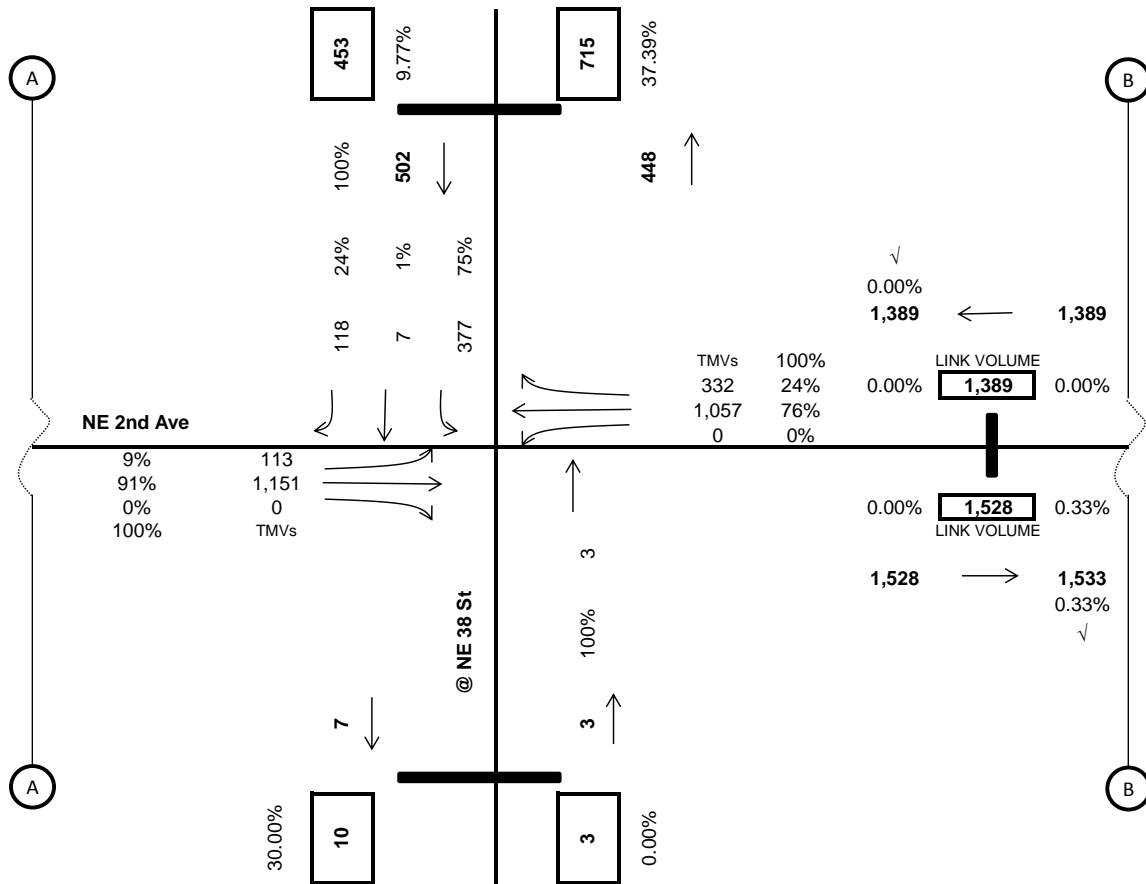 453
9.77%
715
37.39%
A
B
100%
502
448
24%
1%
75%
√
0.00%
1,389
1,389
118
7
377
TMVs 100%
332 24%
1,057 76%
0 0%
LINK VOLUME
0.00% 1,389 0.00%
NE 2nd Ave
9% 113
91% 1,151
0% 0
100% TMVs
0.00% 1,528 0.33%
LINK VOLUME
1,528 1,533
0.33%
√
3
100%
@ NE 38 St
7
3
A
B
30.00%
10
3
0.00%